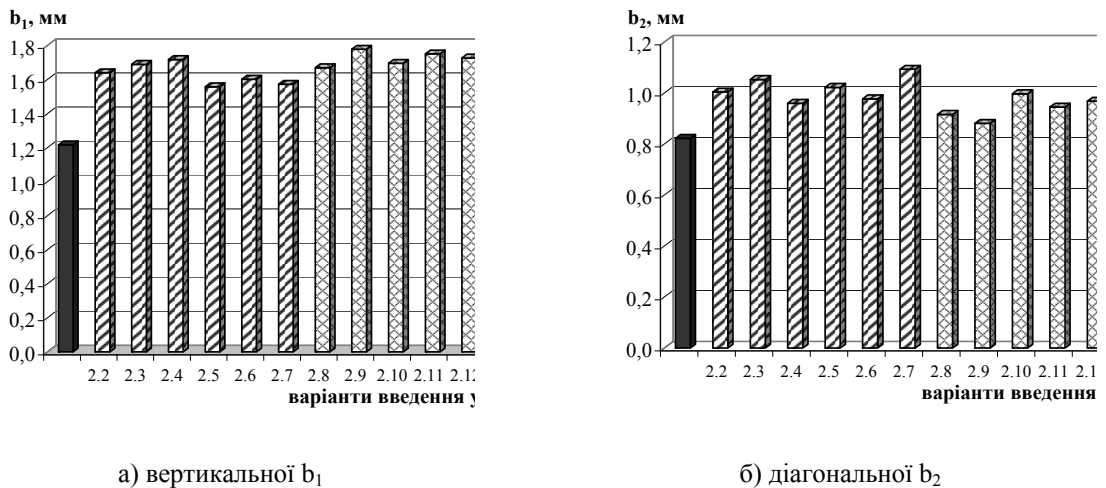 b₁, мм
1,8
1,6
1,4
1,2
1,0
0,8
0,6
0,4
0,2
0,0
2.2 2.3 2.4 2.5 2.6 2.7 2.8 2.9 2.10 2.11 2.12
варіанти введення
а) вертикальної b₁
b₂, мм
1,2
1,0
0,8
0,6
0,4
0,2
0,0
2.2 2.3 2.4 2.5 2.6 2.7 2.8 2.9 2.10 2.11 2.1
варіанти введення
б) діагональної b₂